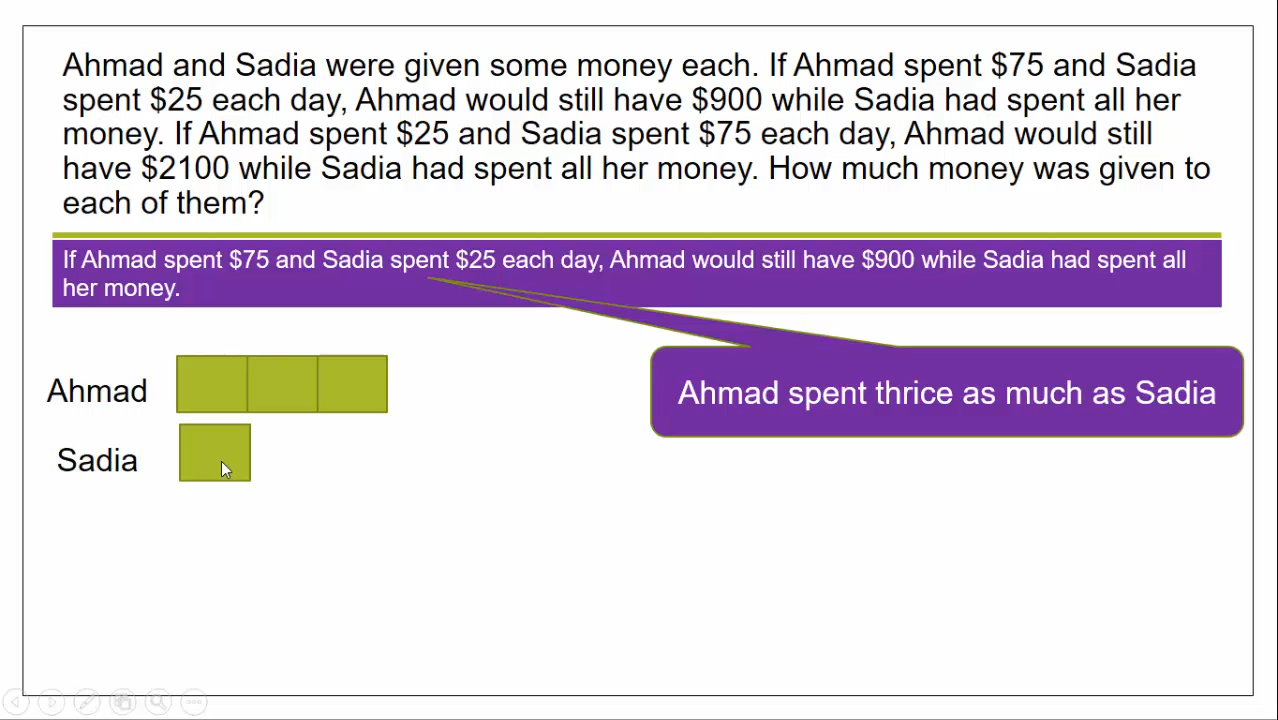 Ahmad and Sadia were given some money each. If Ahmad spent $75 and Sadia
spent $25 each day, Ahmad would still have $900 while Sadia had spent all her
money. If Ahmad spent $25 and Sadia spent $75 each day, Ahmad would still
have $2100 while Sadia had spent all her money. How much money was given to
each of them?
If Ahmad spent $75 and Sadia spent $25 each day, Ahmad would still have $900 while Sadia had spent all
her money.
Ahmad spent thrice as much as Sadia
Ahmad
Sadia